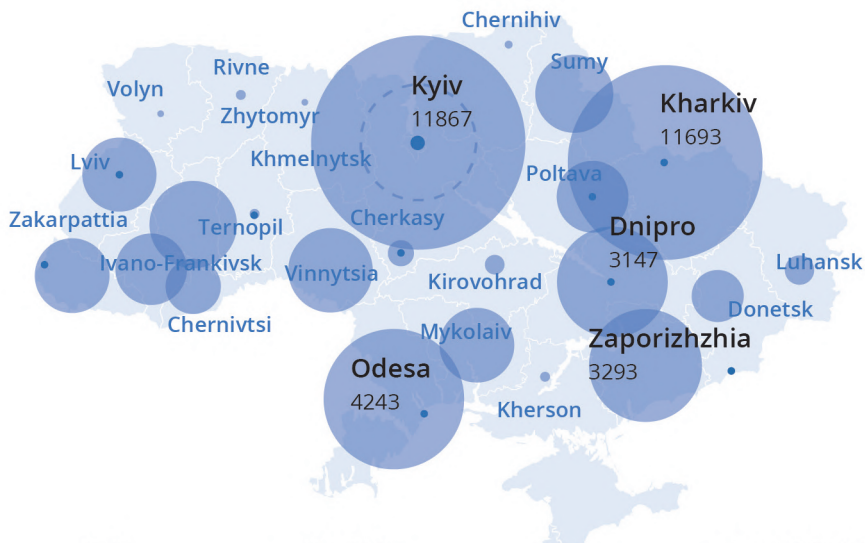 Chernihiv
Sumy
Rivne
Volyn
Kyiv
11867
Kharkiv
11693
Zhytomyr
Lviv
Khmelnytsk
Poltava
Zakarpattia
Ternopil
Cherkasy
Dnipro
3147
Ivano-Frankivsk
Vinnytsia
Kirovohrad
Luhansk
Chernivtsi
Mykolaiv
Donetsk
Zaporizhzhia
3293
Odesa
4243
Kherson